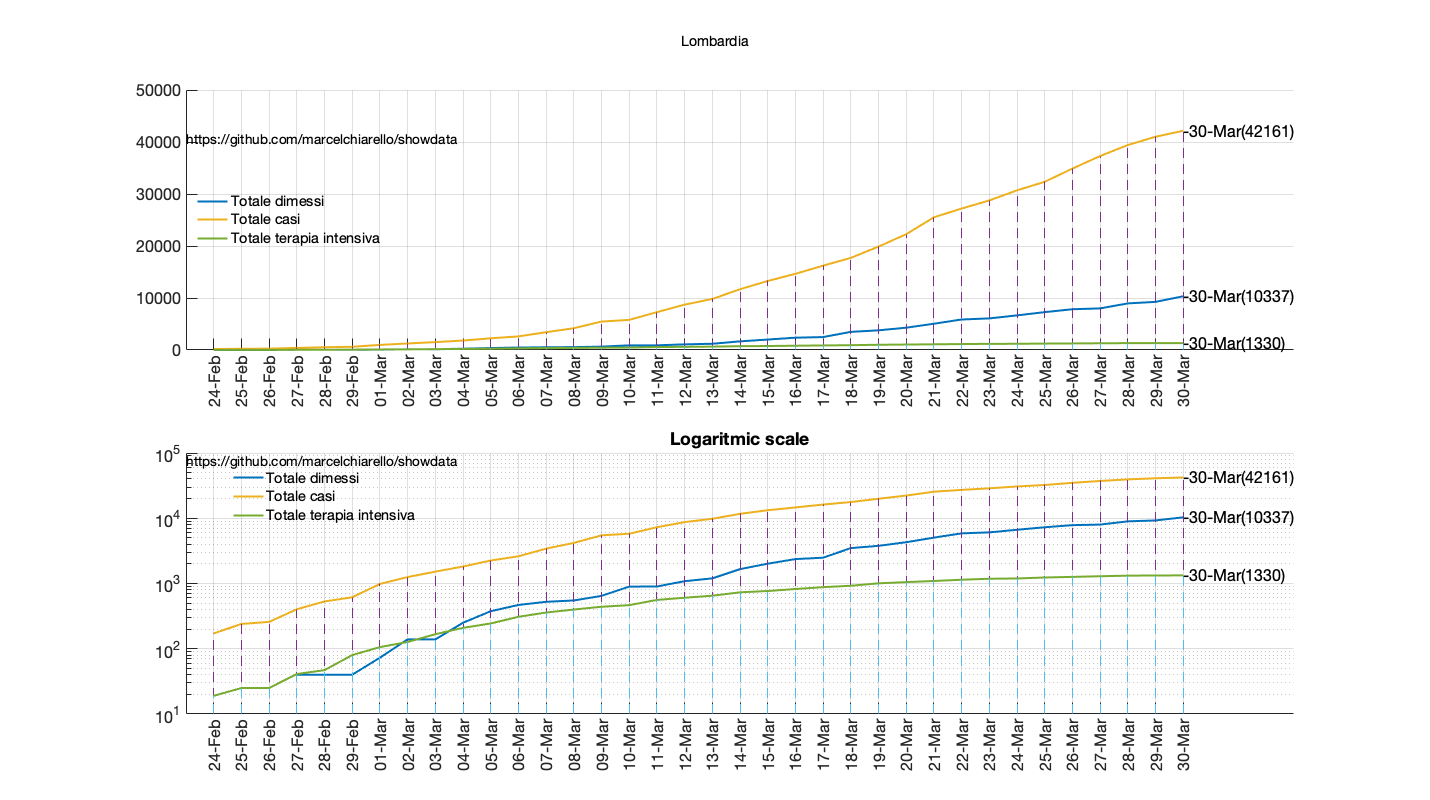 Lombardia
50000
40000
30000
20000
10000
0
https://github.com/marcelchiarello/showdata
Totale dimessi
Totale casi
Totale terapia intensiva
-30-Mar(42161)
-30-Mar(10337)
-30-Mar(1330)
24-Feb
25-Feb
26-Feb
27-Feb
28-Feb
29-Feb
01-Mar
02-Mar
03-Mar
04-Mar
05-Mar
06-Mar
07-Mar
08-Mar
09-Mar
10-Mar
11-Mar
12-Mar
13-Mar
14-Mar
15-Mar
16-Mar
17-Mar
18-Mar
19-Mar
20-Mar
21-Mar
22-Mar
23-Mar
24-Mar
25-Mar
26-Mar
27-Mar
28-Mar
29-Mar
30-Mar
Logaritmic scale
10^5
10^4
10^3
10^2
10^1
https://github.com/marcelchiarello/showdata
Totale dimessi
Totale casi
Totale terapia intensiva
-30-Mar(42161)
-30-Mar(10337)
-30-Mar(1330)
24-Feb
25-Feb
26-Feb
27-Feb
28-Feb
29-Feb
01-Mar
02-Mar
03-Mar
04-Mar
05-Mar
06-Mar
07-Mar
08-Mar
09-Mar
10-Mar
11-Mar
12-Mar
13-Mar
14-Mar
15-Mar
16-Mar
17-Mar
18-Mar
19-Mar
20-Mar
21-Mar
22-Mar
23-Mar
24-Mar
25-Mar
26-Mar
27-Mar
28-Mar
29-Mar
30-Mar